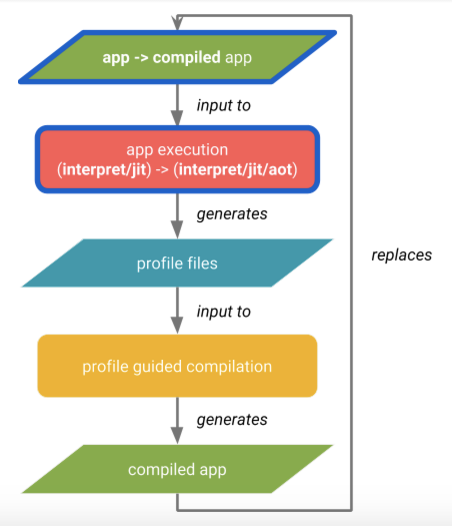 app -> compiled app
input to
app execution
(interpret/jit) -> (interpret/jit/aot)
generates
profile files
replaces
input to
profile guided compilation
generates
compiled app